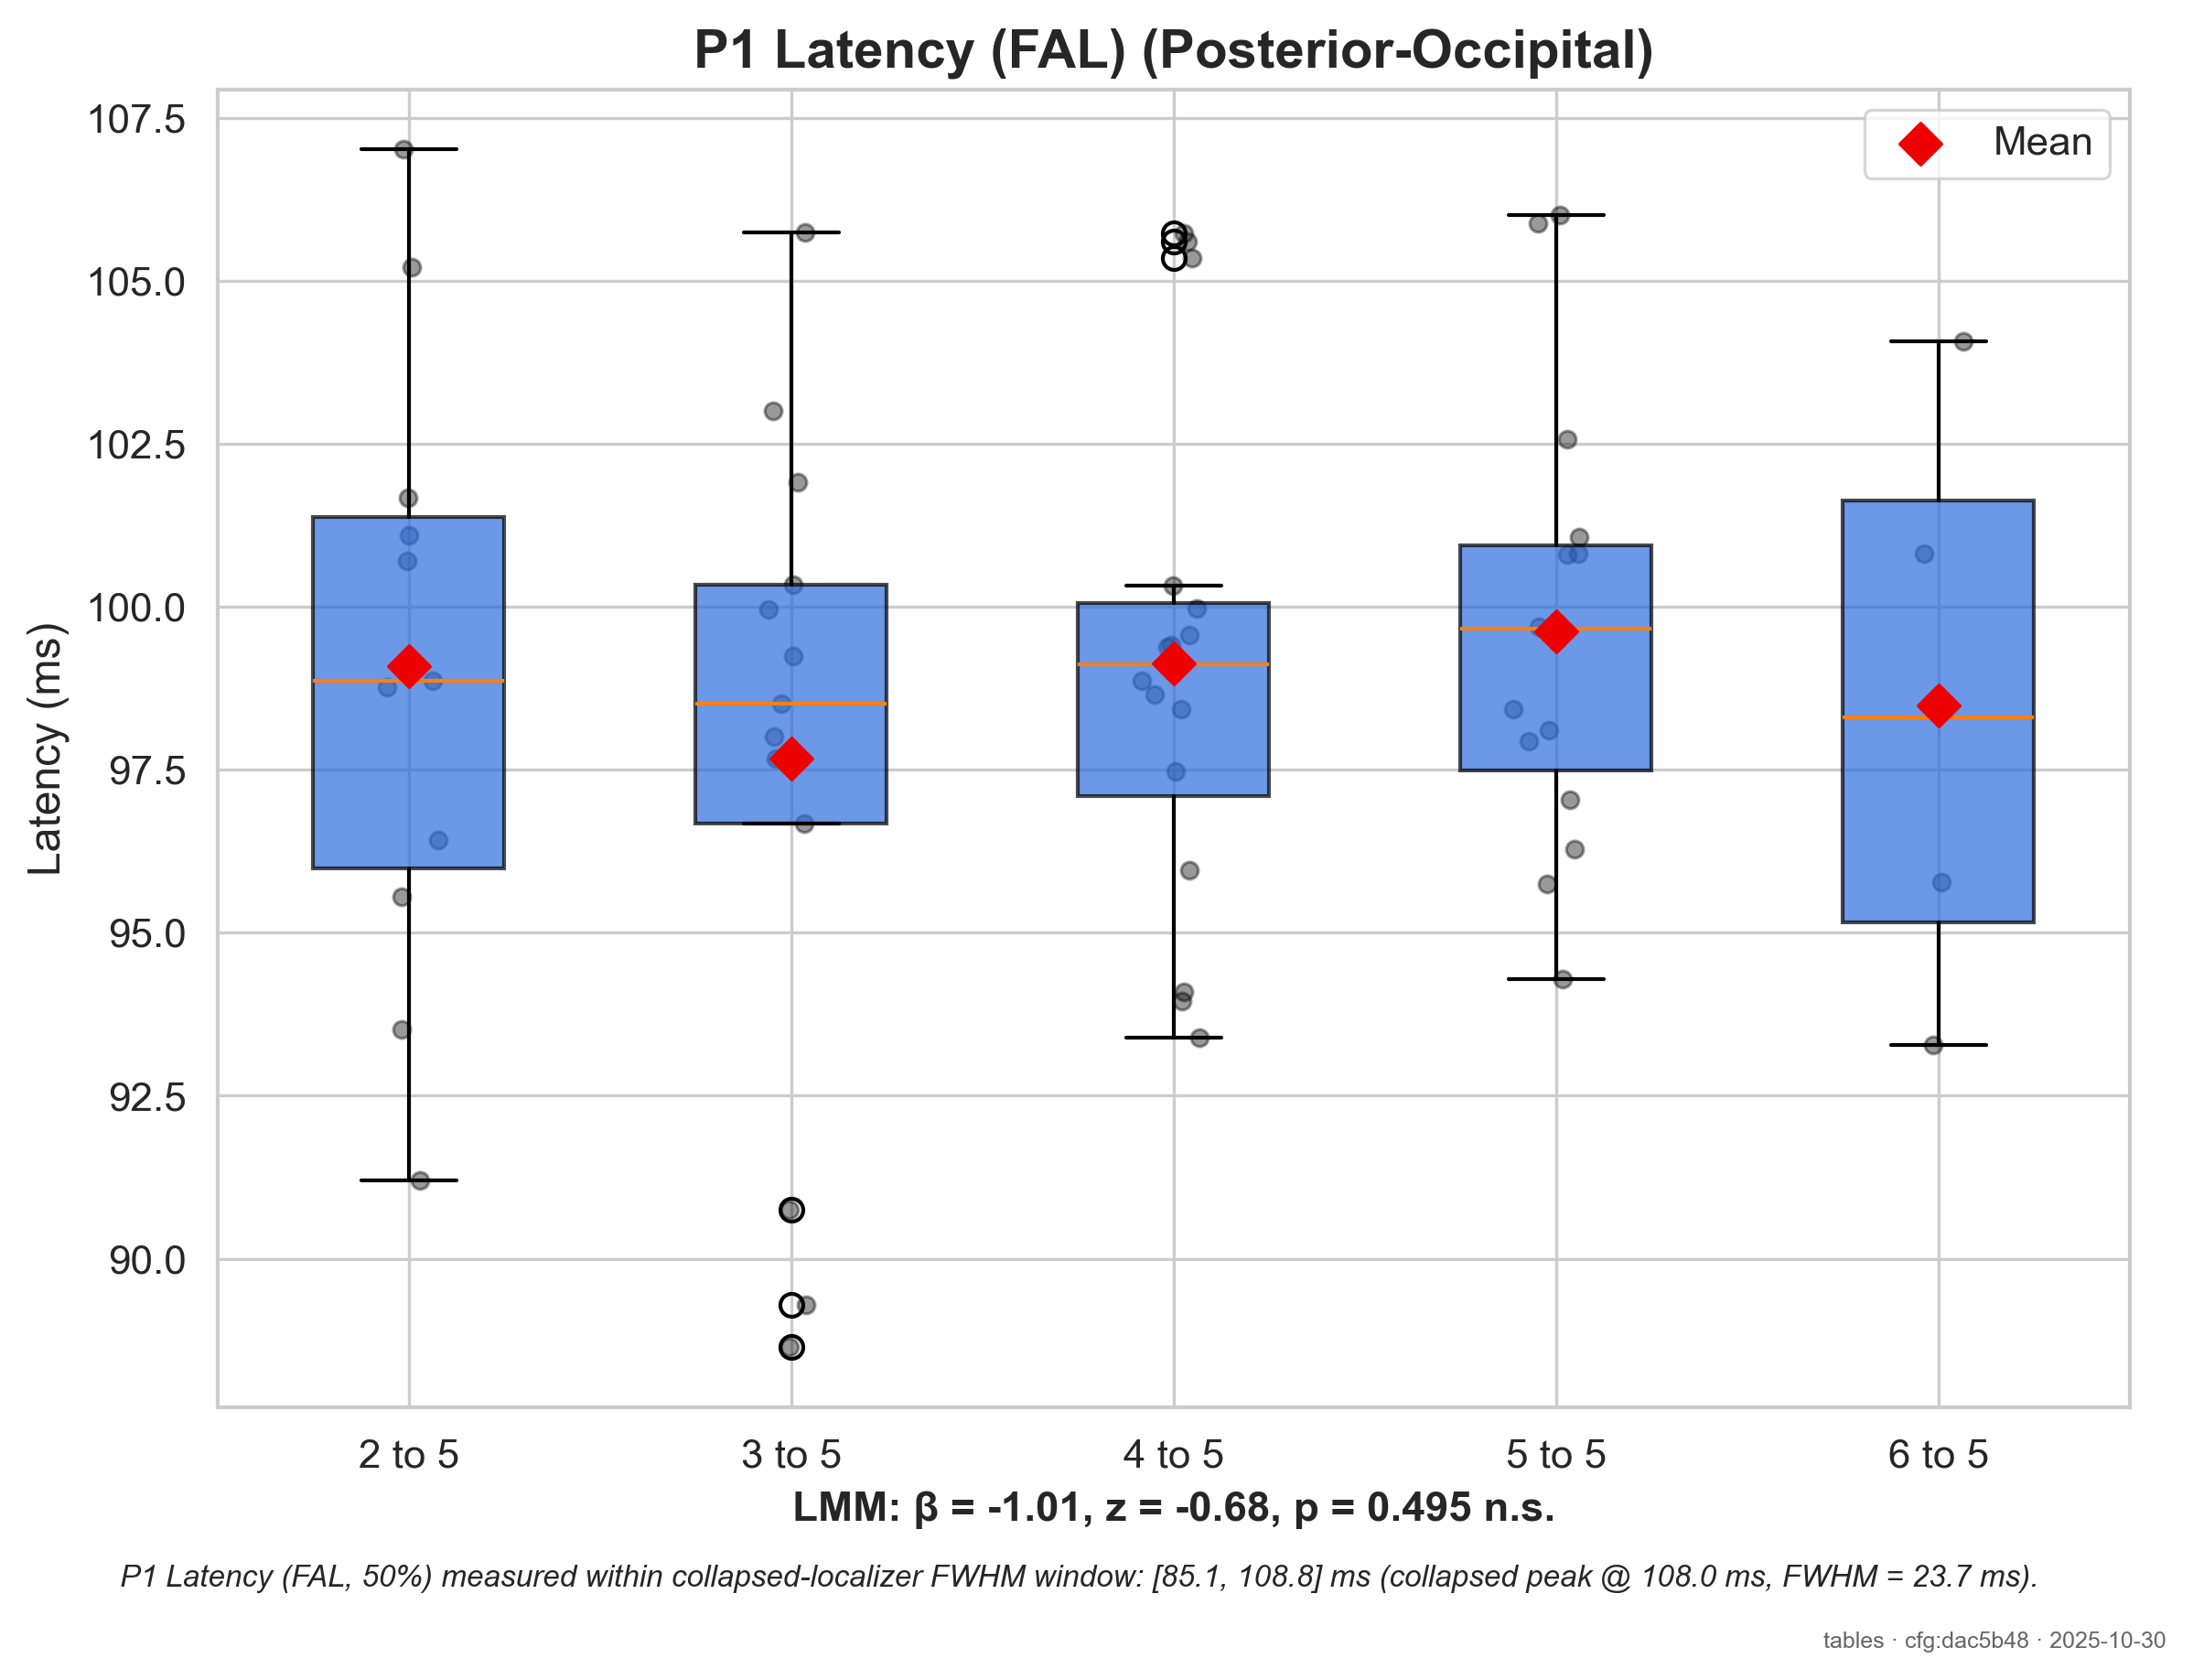 P1 Latency (FAL) (Posterior-Occipital)
Mean
Latency (ms)
107.5
105.0
102.5
100.0
97.5
95.0
92.5
90.0
2 to 5
3 to 5
4 to 5
5 to 5
6 to 5
LMM: β = -1.01, z = -0.68, p = 0.495 n.s.
P1 Latency (FAL, 50%) measured within collapsed-localizer FWHM window: [85.1, 108.8] ms (collapsed peak @ 108.0 ms, FWHM = 23.7 ms).
tables · cfg:dac5b48 · 2025-10-30